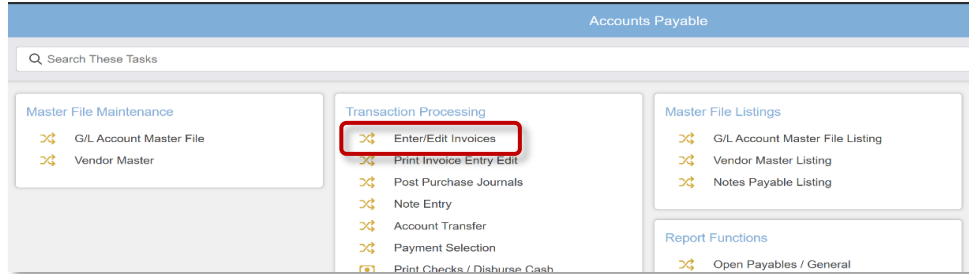 Accounts Payable
Search These Tasks
Master File Maintenance
G/L Account Master File
Vendor Master
Transaction Processing
Enter/Edit Invoices
Print Invoice Entry Edit
Post Purchase Journals
Note Entry
Account Transfer
Payment Selection
Print Checks / Disburse Cash
Master File Listings
G/L Account Master File Listing
Vendor Master Listing
Notes Payable Listing
Report Functions
Open Payables / General